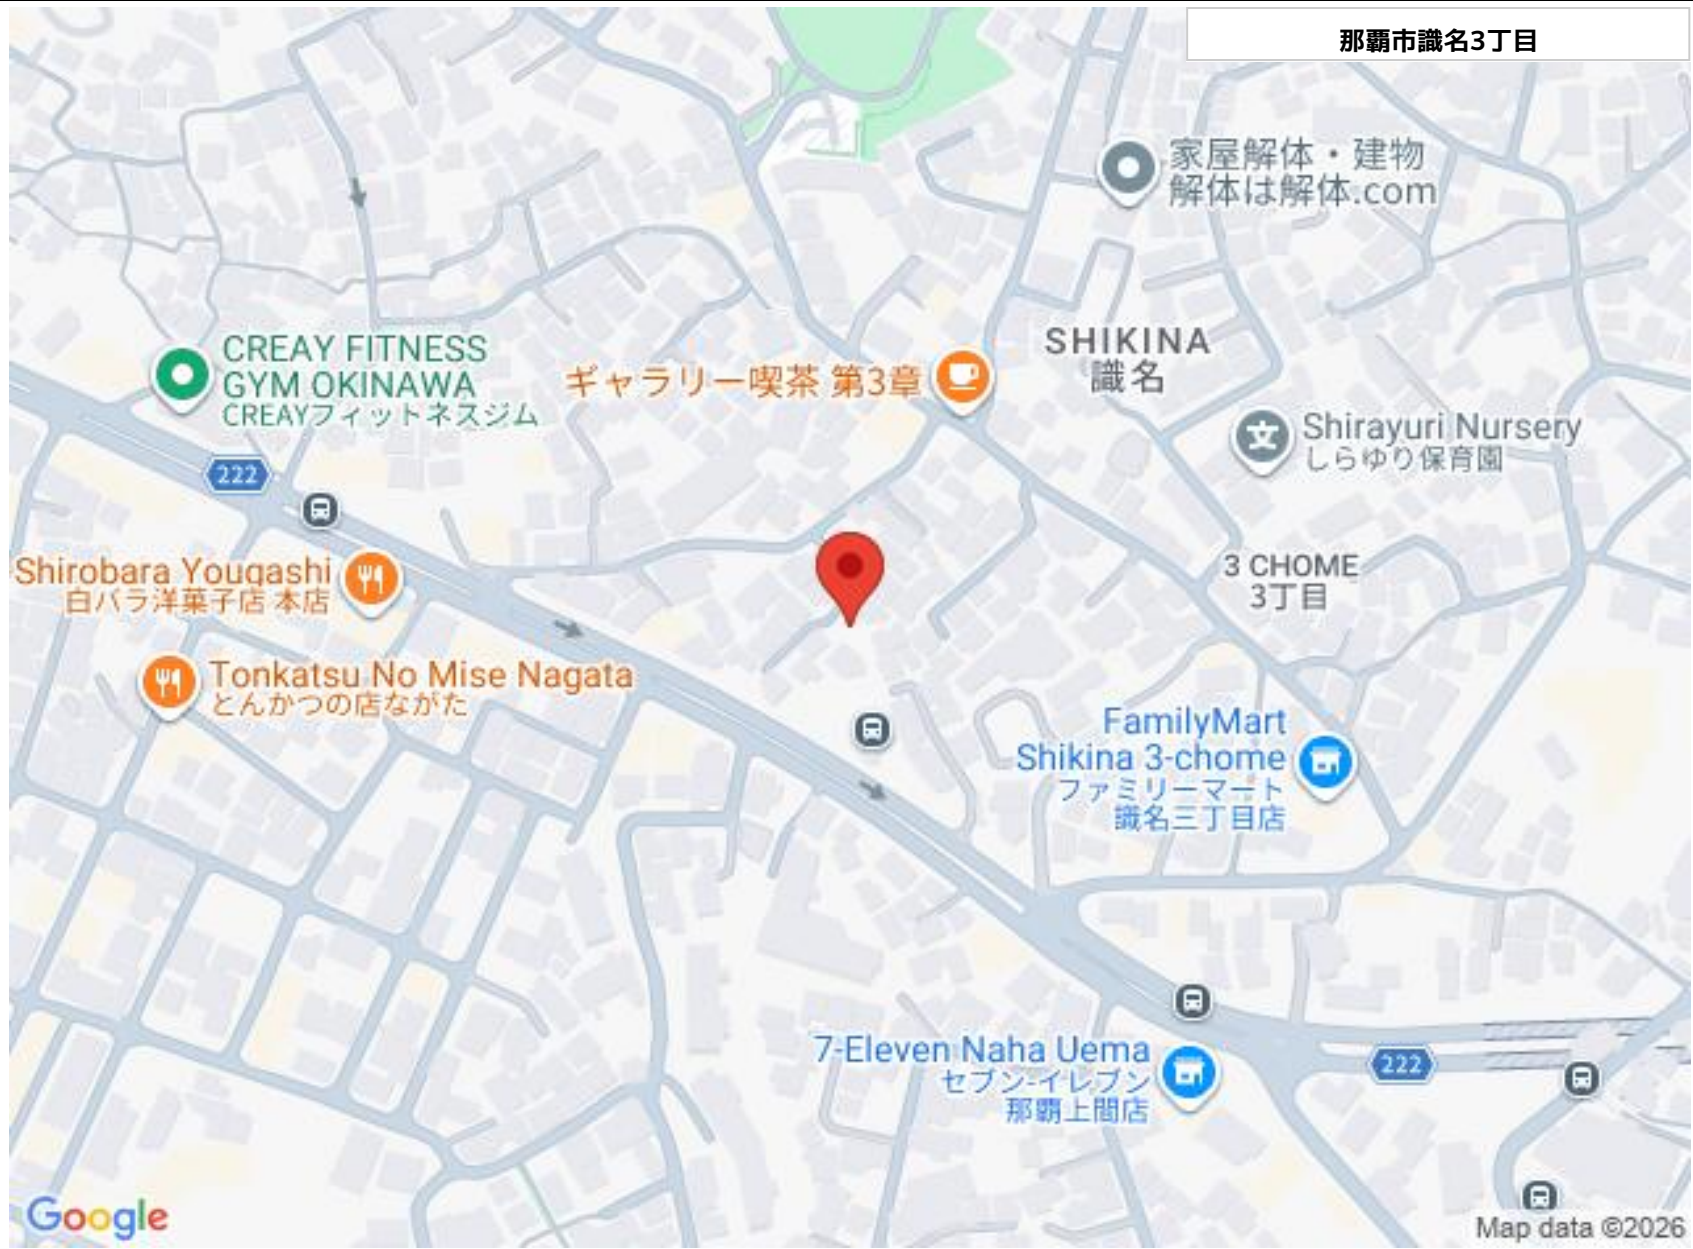 那覇市識名3丁目
家屋解体・建物
解体は解体.com
CREAY FITNESS
GYM OKINAWA
CREAYフィットネスジム
ギャラリー喫茶 第3章
SHIKINA
識名
Shirayuri Nursery
しらゆり保育園
222
Shirobara Yougashi
白バラ洋菓子店 本店
3 CHOME
3丁目
Tonkatsu No Mise Nagata
とんかつの店ながた
FamilyMart
Shikina 3-chome
ファミリーマート
識名三丁目店
7-Eleven Naha Uema
セブン-イレブン
那覇上間店
222
Google
Map data ©2026